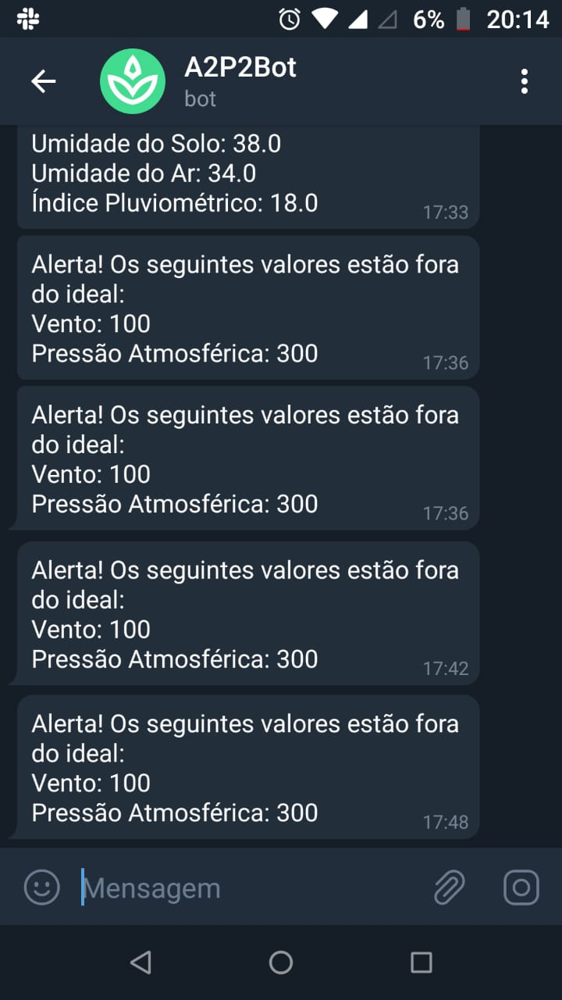 6% 20:14
A2P2Bot
bot
Umidade do Solo: 38.0
Umidade do Ar: 34.0
Índice Pluviométrico: 18.0
17:33
Alerta! Os seguintes valores estão fora
do ideal:
Vento: 100
Pressão Atmosférica: 300
17:36
Alerta! Os seguintes valores estão fora
do ideal:
Vento: 100
Pressão Atmosférica: 300
17:36
Alerta! Os seguintes valores estão fora
do ideal:
Vento: 100
Pressão Atmosférica: 300
17:42
Alerta! Os seguintes valores estão fora
do ideal:
Vento: 100
Pressão Atmosférica: 300
17:48
Mensagem